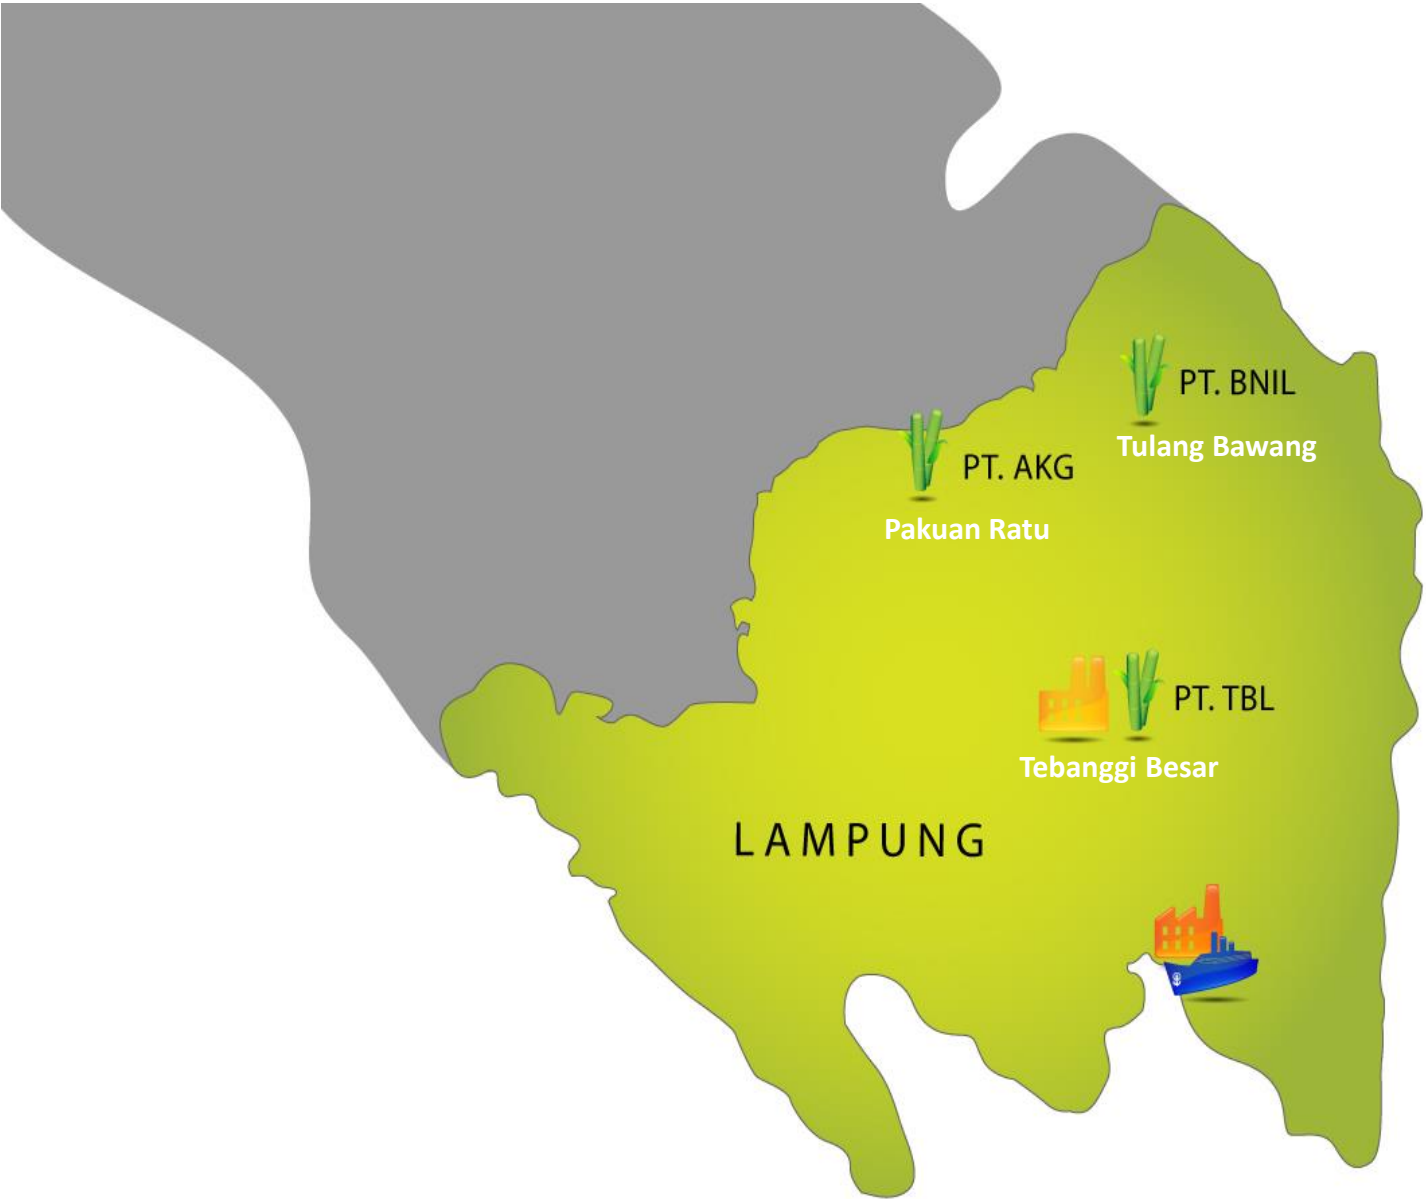 PT. BNIL
Tulang Bawang
PT. AKG
Pakuan Ratu
PT. TBL
Tebanggi Besar
LAMPUNG